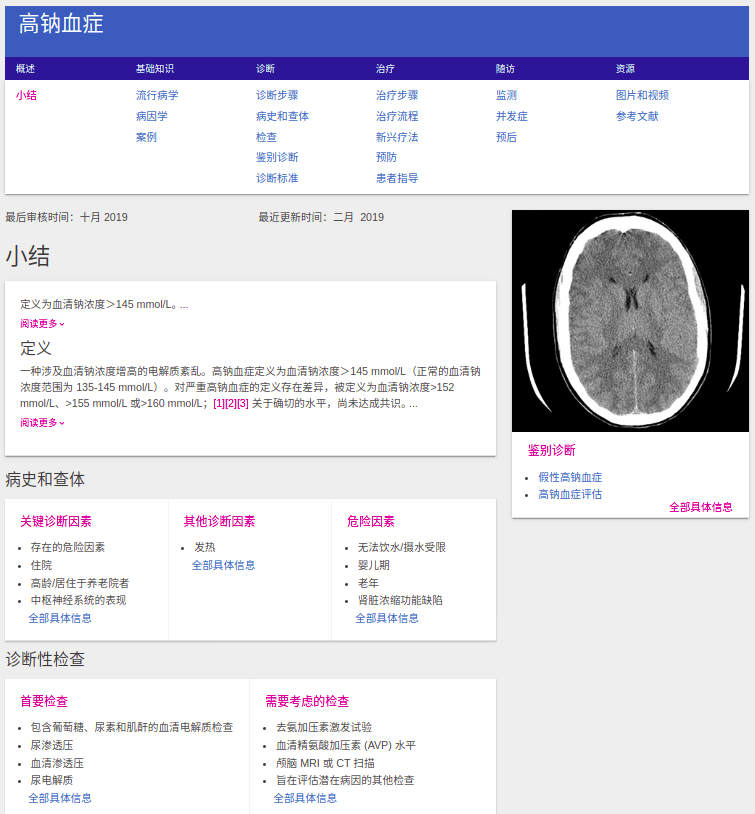 高钠血症
概述 基础知识 诊断 治疗 随访 资源
小结 流行病学 诊断步骤 治疗步骤 监测 图片和视频
病因学 病史和查体 治疗流程 并发症 参考文献
案例 检查 新兴疗法 预后
鉴别诊断 预防
诊断标准 患者指导
最后审核时间：十月 2019 最近更新时间：二月 2019
小结
定义为血清钠浓度＞145 mmol/L。...
阅读更多
定义
一种涉及血清钠浓度增高的电解质紊乱。高钠血症定义为血清钠浓度＞145 mmol/L（正常的血清钠
浓度范围为 135-145 mmol/L）。对严重高钠血症的定义存在差异，被定义为血清钠浓度>152
mmol/L、>155 mmol/L 或>160 mmol/L；[1][2][3] 关于确切的水平，尚未达成共识。...
阅读更多
鉴别诊断
假性高钠血症
高钠血症评估
全部具体信息
病史和查体
关键诊断因素
存在的危险因素
住院
高龄/居住于养老院者
中枢神经系统的表现
全部具体信息
其他诊断因素
发热
全部具体信息
危险因素
无法饮水/摄水受限
婴儿期
老年
肾脏浓缩功能缺陷
全部具体信息
诊断性检查
首要检查
包含葡萄糖、尿素和肌酐的血清电解质检查
尿渗透压
血清渗透压
尿电解质
全部具体信息
需要考虑的检查
去氨加压素激发试验
血清精氨酸加压素 (AVP) 水平
颅脑 MRI 或 CT 扫描
旨在评估潜在病因的其他检查
全部具体信息